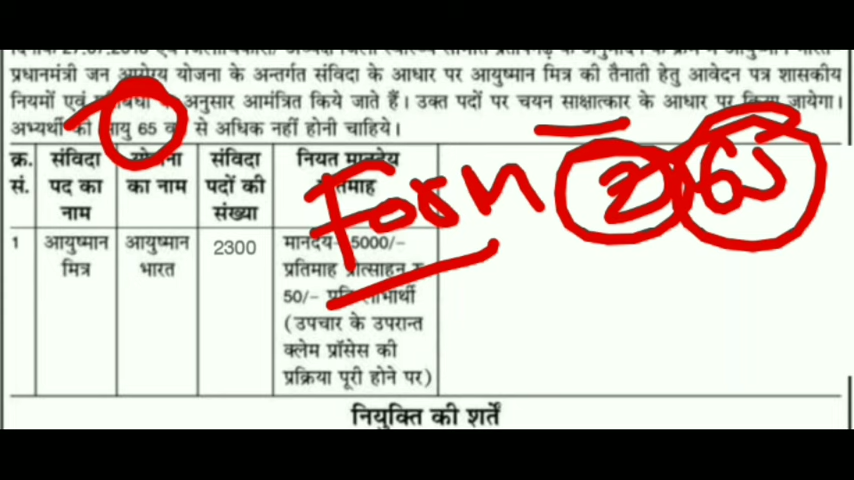 प्रधानमंत्री जन आरोग्य योजना के अन्तर्गत संविदा के आधार पर आयुष्मान मित्र की तैनाती हेतु आवेदन पत्र शासकीय
नियमों एवं अनुसार आमंत्रित किये जाते हैं। उक्त पदों पर चयन साक्षात्कार के आधार पर किया जायेगा।
अभ्यर्थी की आयु 65 वर्ष से अधिक नहीं होनी चाहिये।
क्र. सं.
संविदा पद का नाम
योजना का नाम
संविदा पदों की संख्या
नियत मानदेय प्रतिमाह
Form
65
1
आयुष्मान मित्र
आयुष्मान भारत
2300
मानदेय- 5000/-
प्रतिमाह प्रोत्साहन रु
50/- प्रति लाभार्थी
(उपचार के उपरान्त
क्लेम प्रॉसेस की
प्रक्रिया पूरी होने पर)
नियुक्ति की शर्तें